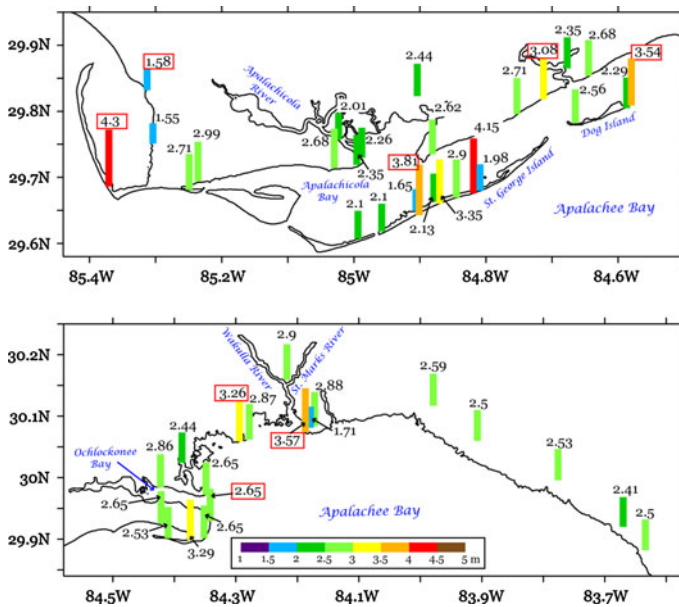 29.9N
29.8N
29.7N
29.6N
1.58
4.3
1.55
2.71
2.99
Apalachicola
River
2.44
2.01
2.68
2.26
2.35
2.62
Apalachicola
Bay
3.81
1.65
2.1
2.1
2.13
3.35
2.9
4.15
1.98
St. George Island
2.71
3.08
2.35
2.68
3.54
2.29
2.56
Dog Island
Apalachee Bay
85.4W
85.2W
85W
84.8W
84.6W
30.2N
30.1N
30N
29.9N
2.9
Wakulla River
St. Marks River
3.26
2.87
2.88
3.57
1.71
2.59
2.5
2.53
2.41
2.5
2.44
2.86
Ochlockonee
Bay
2.65
2.65
2.65
2.65
2.53
3.29
Apalachee Bay
1 1.5 2 2.5 3 3.5 4 4.5 5 m
84.5W
84.3W
84.1W
83.9W
83.7W